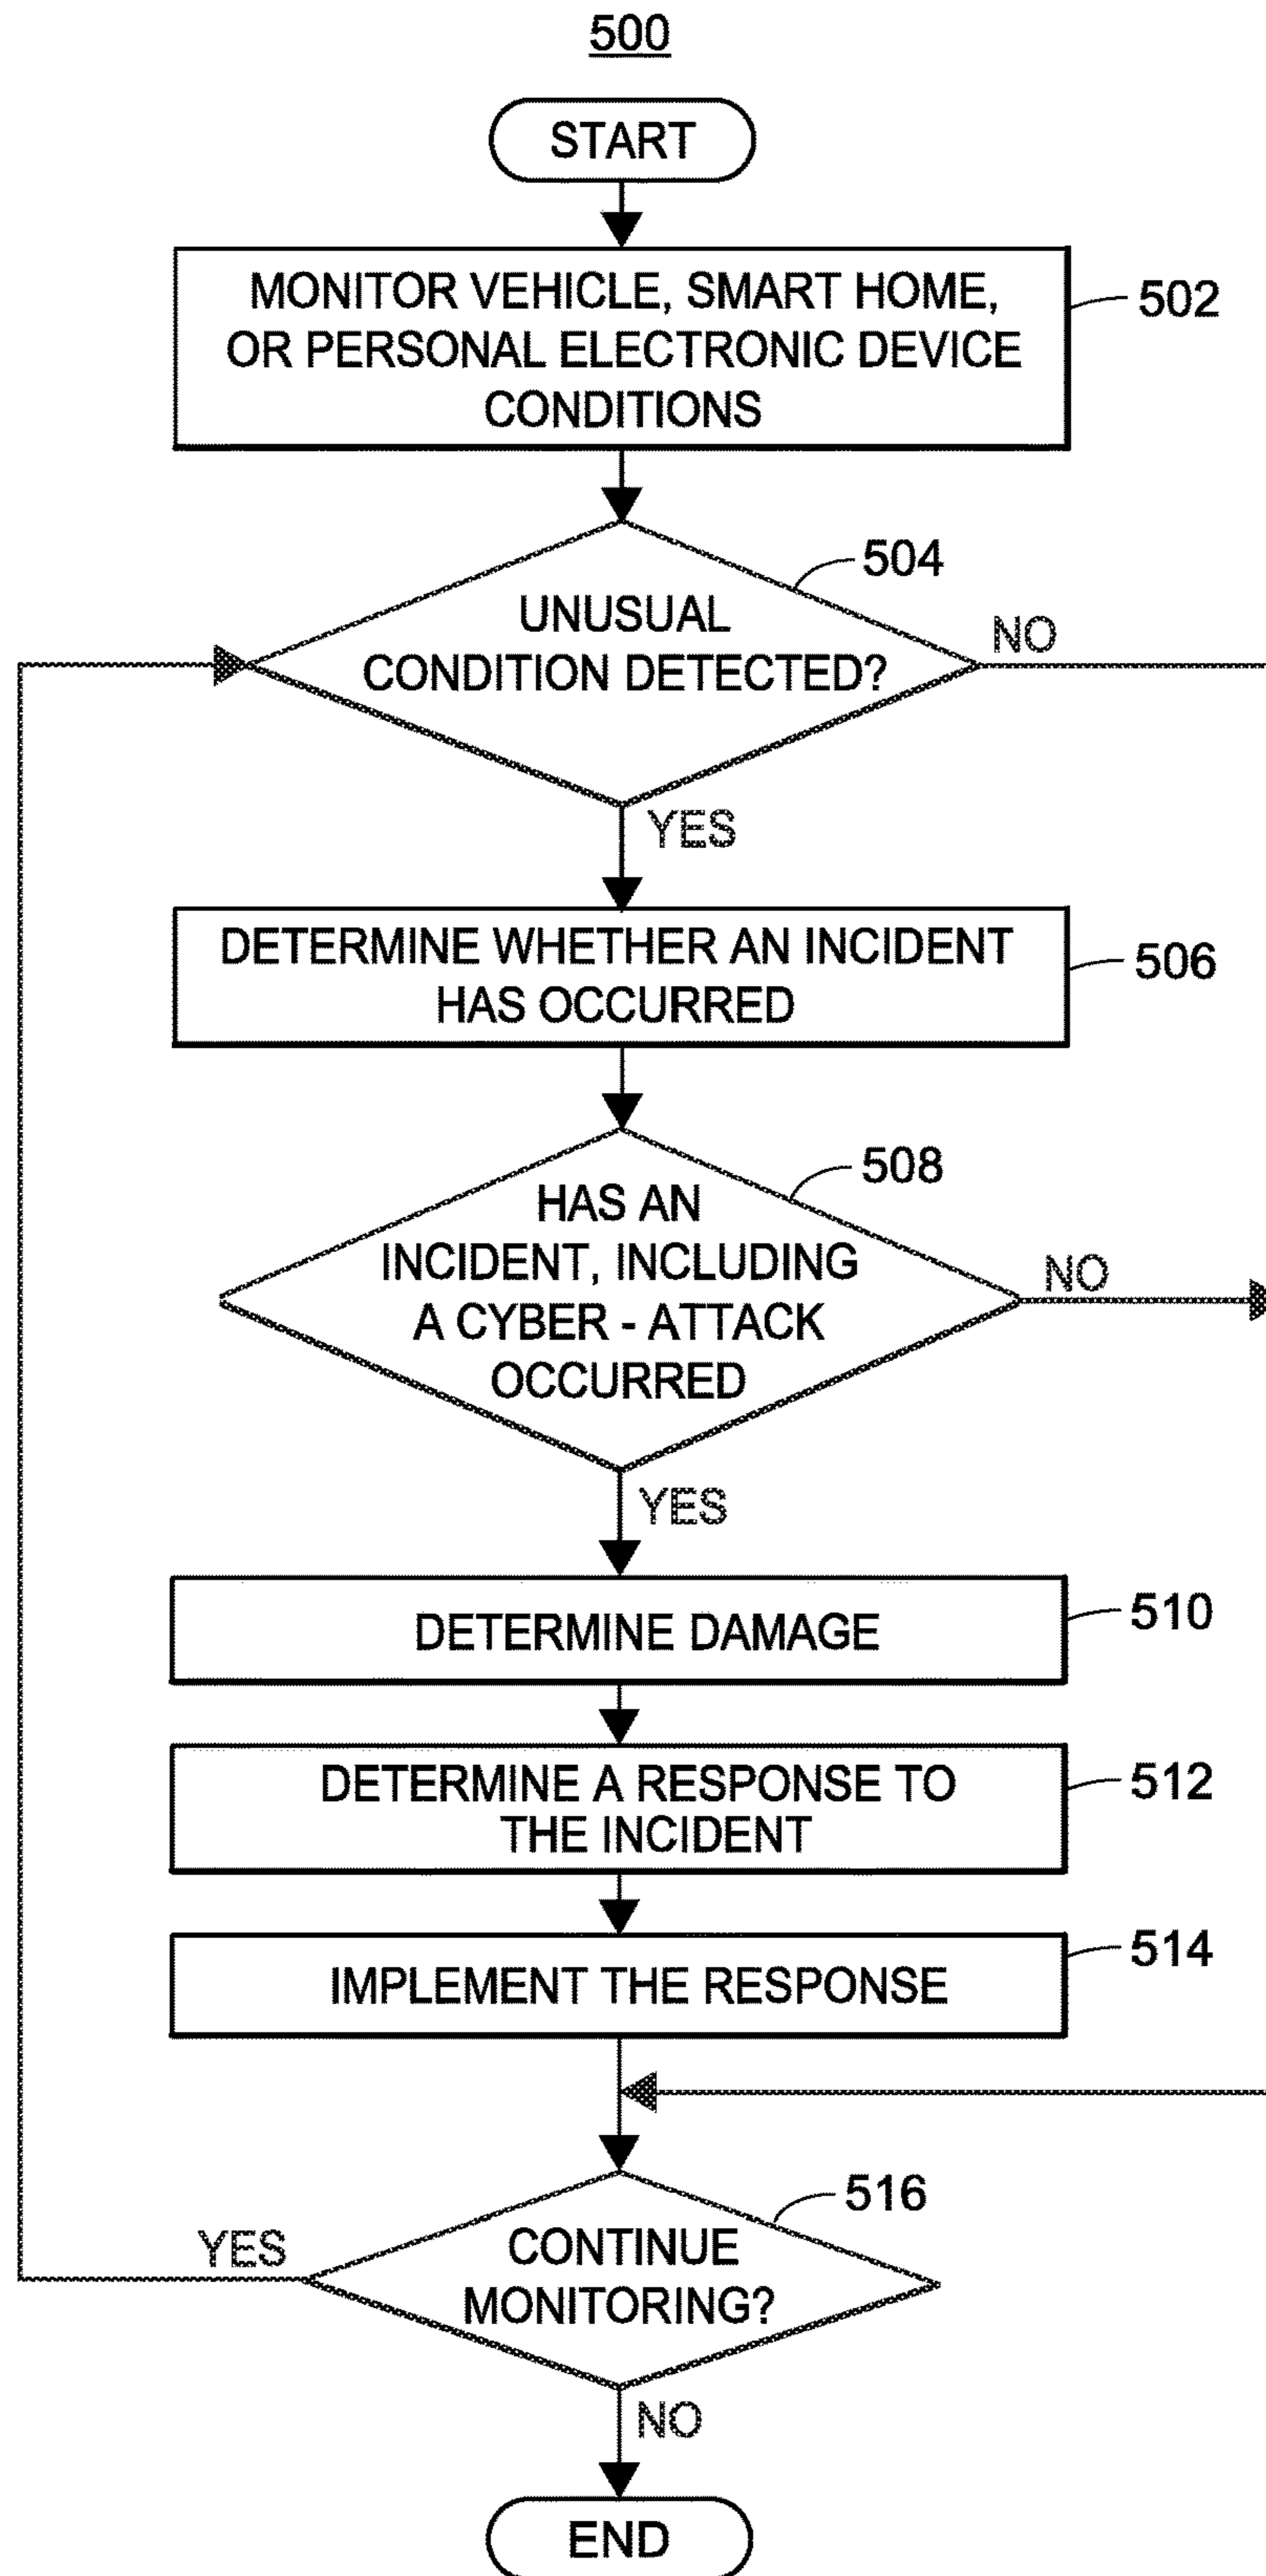 500
START
MONITOR VEHICLE, SMART HOME,
OR PERSONAL ELECTRONIC DEVICE
CONDITIONS
502
504
UNUSUAL
CONDITION DETECTED?
NO
YES
DETERMINE WHETHER AN INCIDENT
HAS OCCURRED
506
508
HAS AN
INCIDENT, INCLUDING
A CYBER - ATTACK
OCCURRED
NO
YES
DETERMINE DAMAGE
510
DETERMINE A RESPONSE TO
THE INCIDENT
512
IMPLEMENT THE RESPONSE
514
516
CONTINUE
MONITORING?
YES
NO
END